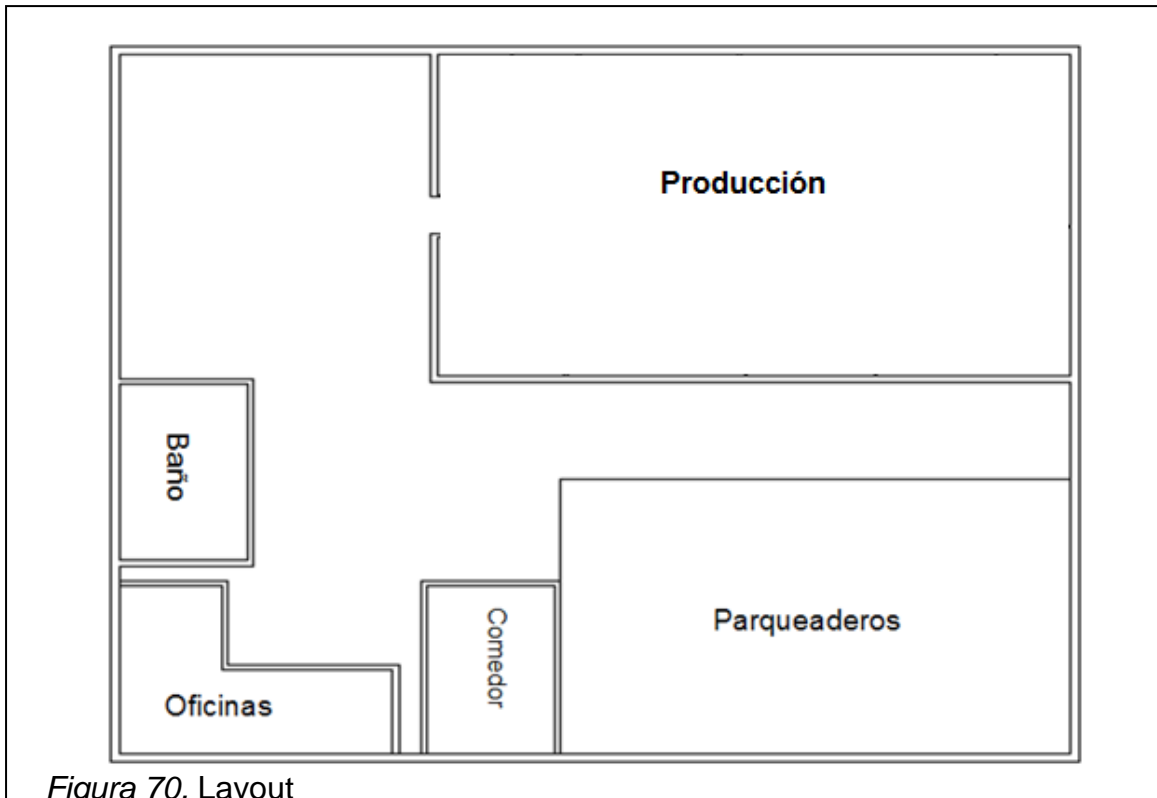 Producción
Baño
Comedor
Parqueaderos
Oficinas
Figura 70. Layout